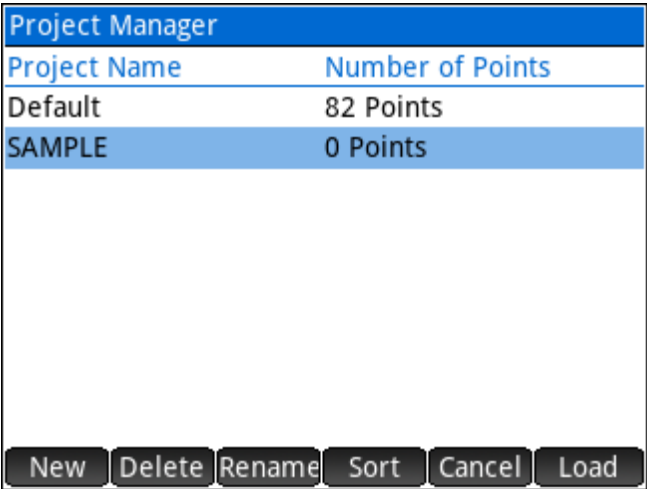 Project Manager
Project Name Number of Points
Default 82 Points
SAMPLE 0 Points
New Delete Rename Sort Cancel Load